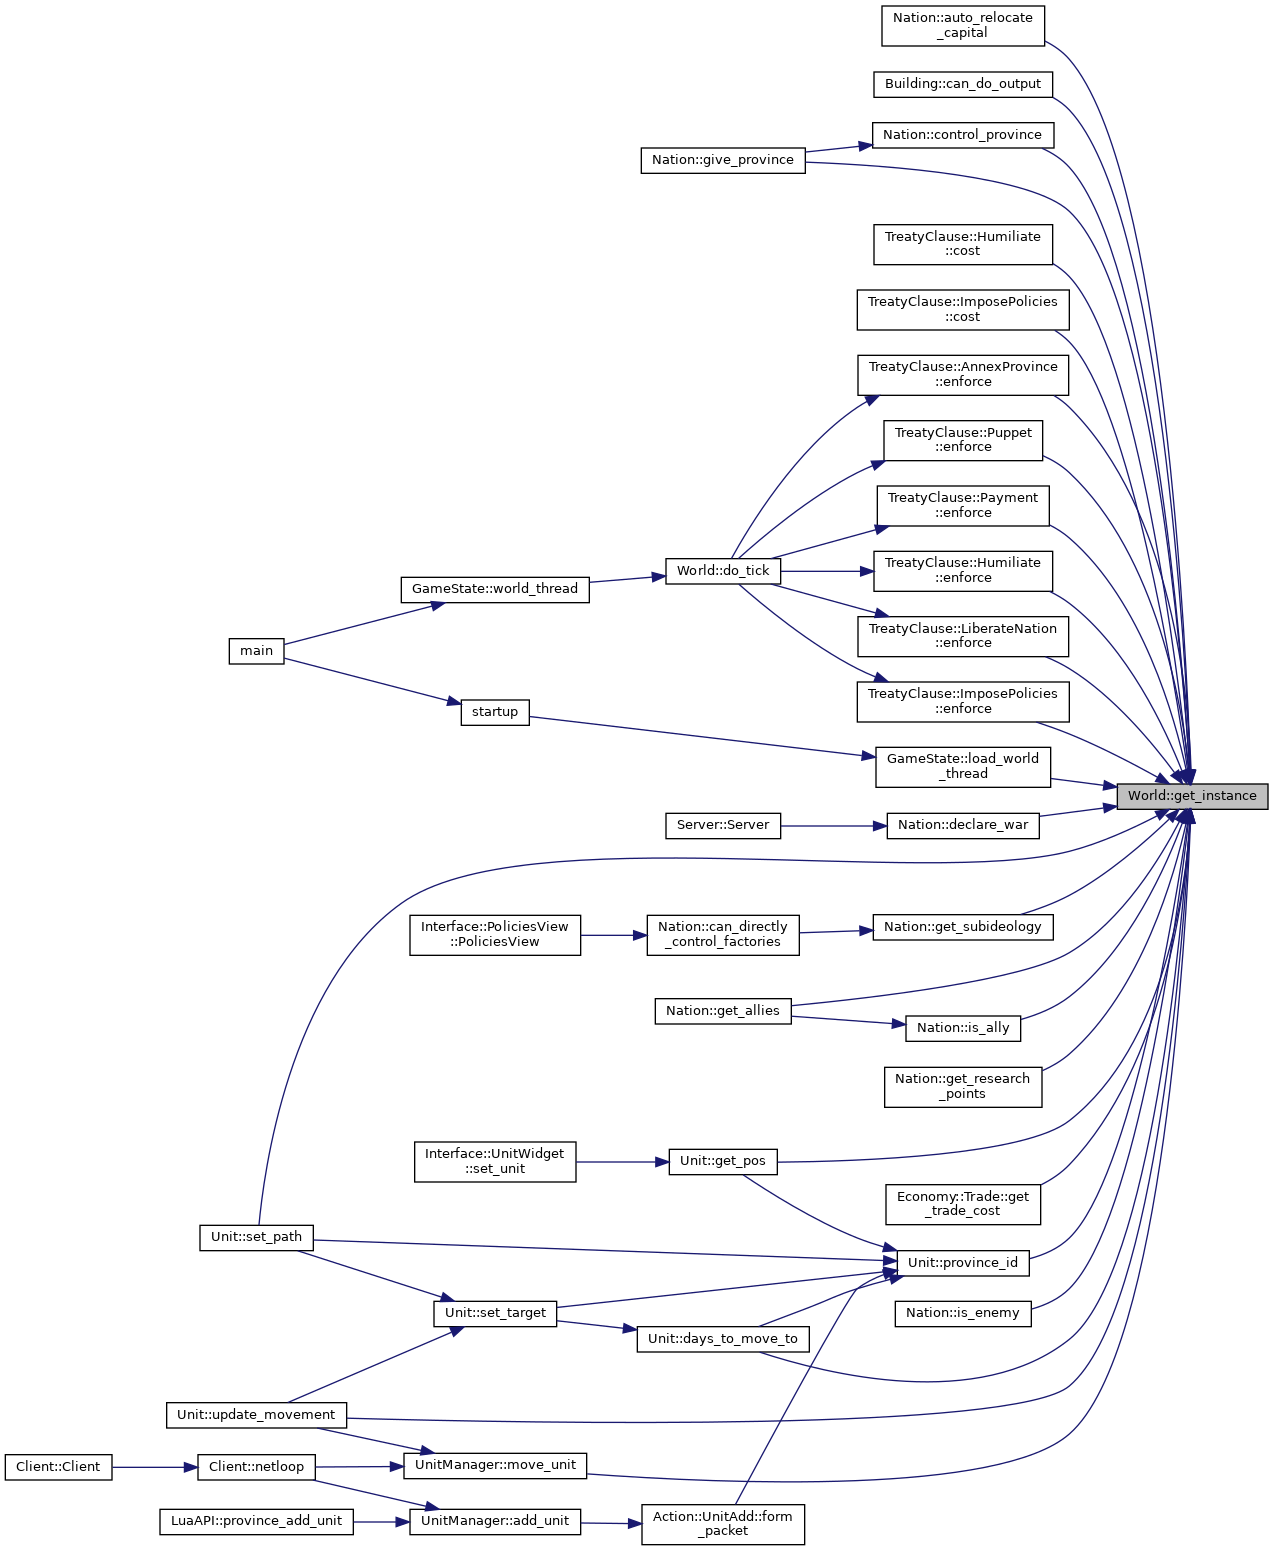 Nation::auto_relocate
_capital
Building::can_do_output
Nation::control_province
Nation::give_province
TreatyClause::Humiliate
::cost
TreatyClause::ImposePolicies
::cost
TreatyClause::AnnexProvince
::enforce
TreatyClause::Puppet
::enforce
TreatyClause::Payment
::enforce
TreatyClause::Humiliate
::enforce
World::do_tick
GameState::world_thread
TreatyClause::LiberateNation
::enforce
main
TreatyClause::ImposePolicies
::enforce
startup
GameState::load_world
_thread
World::get_instance
Server::Server
Nation::declare_war
Interface::PoliciesView
::PoliciesView
Nation::can_directly
_control_factories
Nation::get_subideology
Nation::get_allies
Nation::is_ally
Nation::get_research
_points
Interface::UnitWidget
::set_unit
Unit::get_pos
Economy::Trade::get
_trade_cost
Unit::set_path
Unit::province_id
Unit::set_target
Nation::is_enemy
Unit::days_to_move_to
Unit::update_movement
Client::Client
Client::netloop
UnitManager::move_unit
LuaAPI::province_add_unit
UnitManager::add_unit
Action::UnitAdd::form
_packet